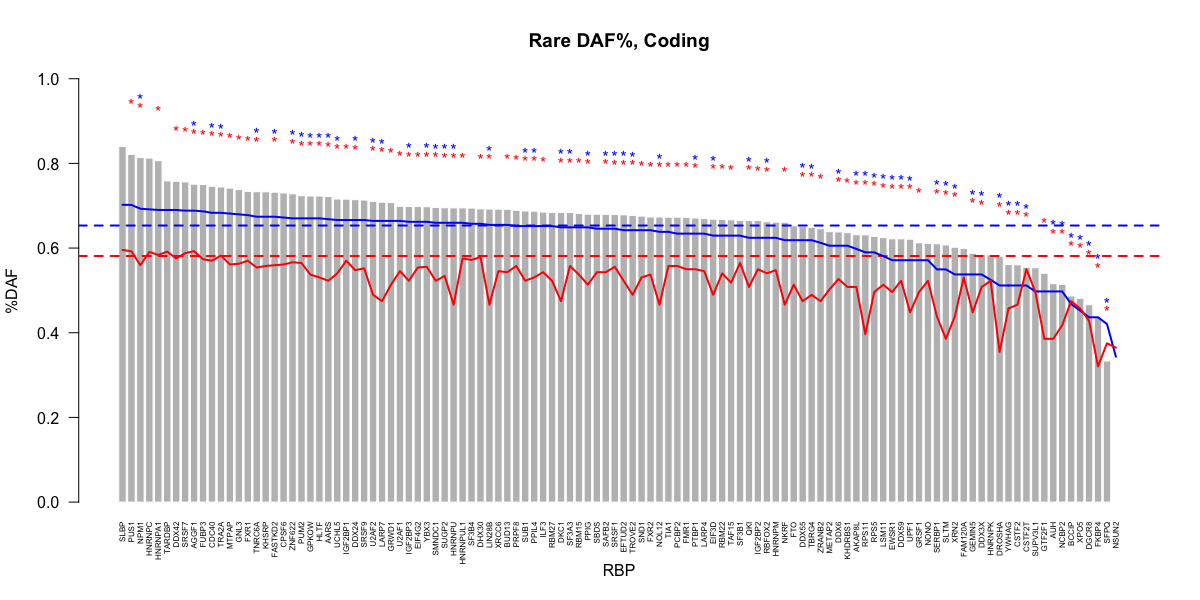 Rare DAF%, Coding
1.0
0.8
0.6
0.4
0.2
0.0
%DAF
SLBP
PUS1
NPM1
HNRNPC
HNRNPA1
TARDBP
DDX42
SRSF7
AGGF1
FUBP3
CDC40
TRA2A
MTPAP
GNL3
FXR1
TNRC6A
KHSRP
FASTKD2
CPSF6
ZNF622
PUM2
GPKOW
HLTF
AARS
UCHL5
IGF2BP1
DDX24
SRSF9
U2AF2
LARP7
GRWD1
U2AF1
IGF2BP3
EIF4G2
YBX3
SMNDC1
SUGP2
HNRNPU
HNRNPUL1
SF3B4
DHX30
LIN28B
XRCC6
BUD13
PRPF8
SUB1
PPIL4
ILF3
RBM27
DKC1
SF3A3
RBM15
PPIG
SBDS
SAFB2
SRSF1
EFTUD2
TROVE2
SND1
FXR2
NOL12
TIA1
PCBP2
FMR1
PTBP1
LARP4
EIF3D
RBM22
TAF15
SF3B1
QKI
IGF2BP2
RBFOX2
HNRNPM
NKRF
FTO
DDX55
TBRG4
ZRANB2
METAP2
DDX6
KHDRBS1
AKAP8L
RPS11
RPS5
LSM11
EWSR1
DDX59
UPF1
GRSF1
NONO
SERBP1
SLTM
XRN2
FAM120A
GEMIN5
DDX3X
HNRNPK
DROSHA
YWHAG
CSTF2
CSTF2T
SUPV3L1
GTF2F1
AUH
NCBP2
BCCIP
XPO5
DGCR8
FKBP4
SFPQ
NSUN2
RBP